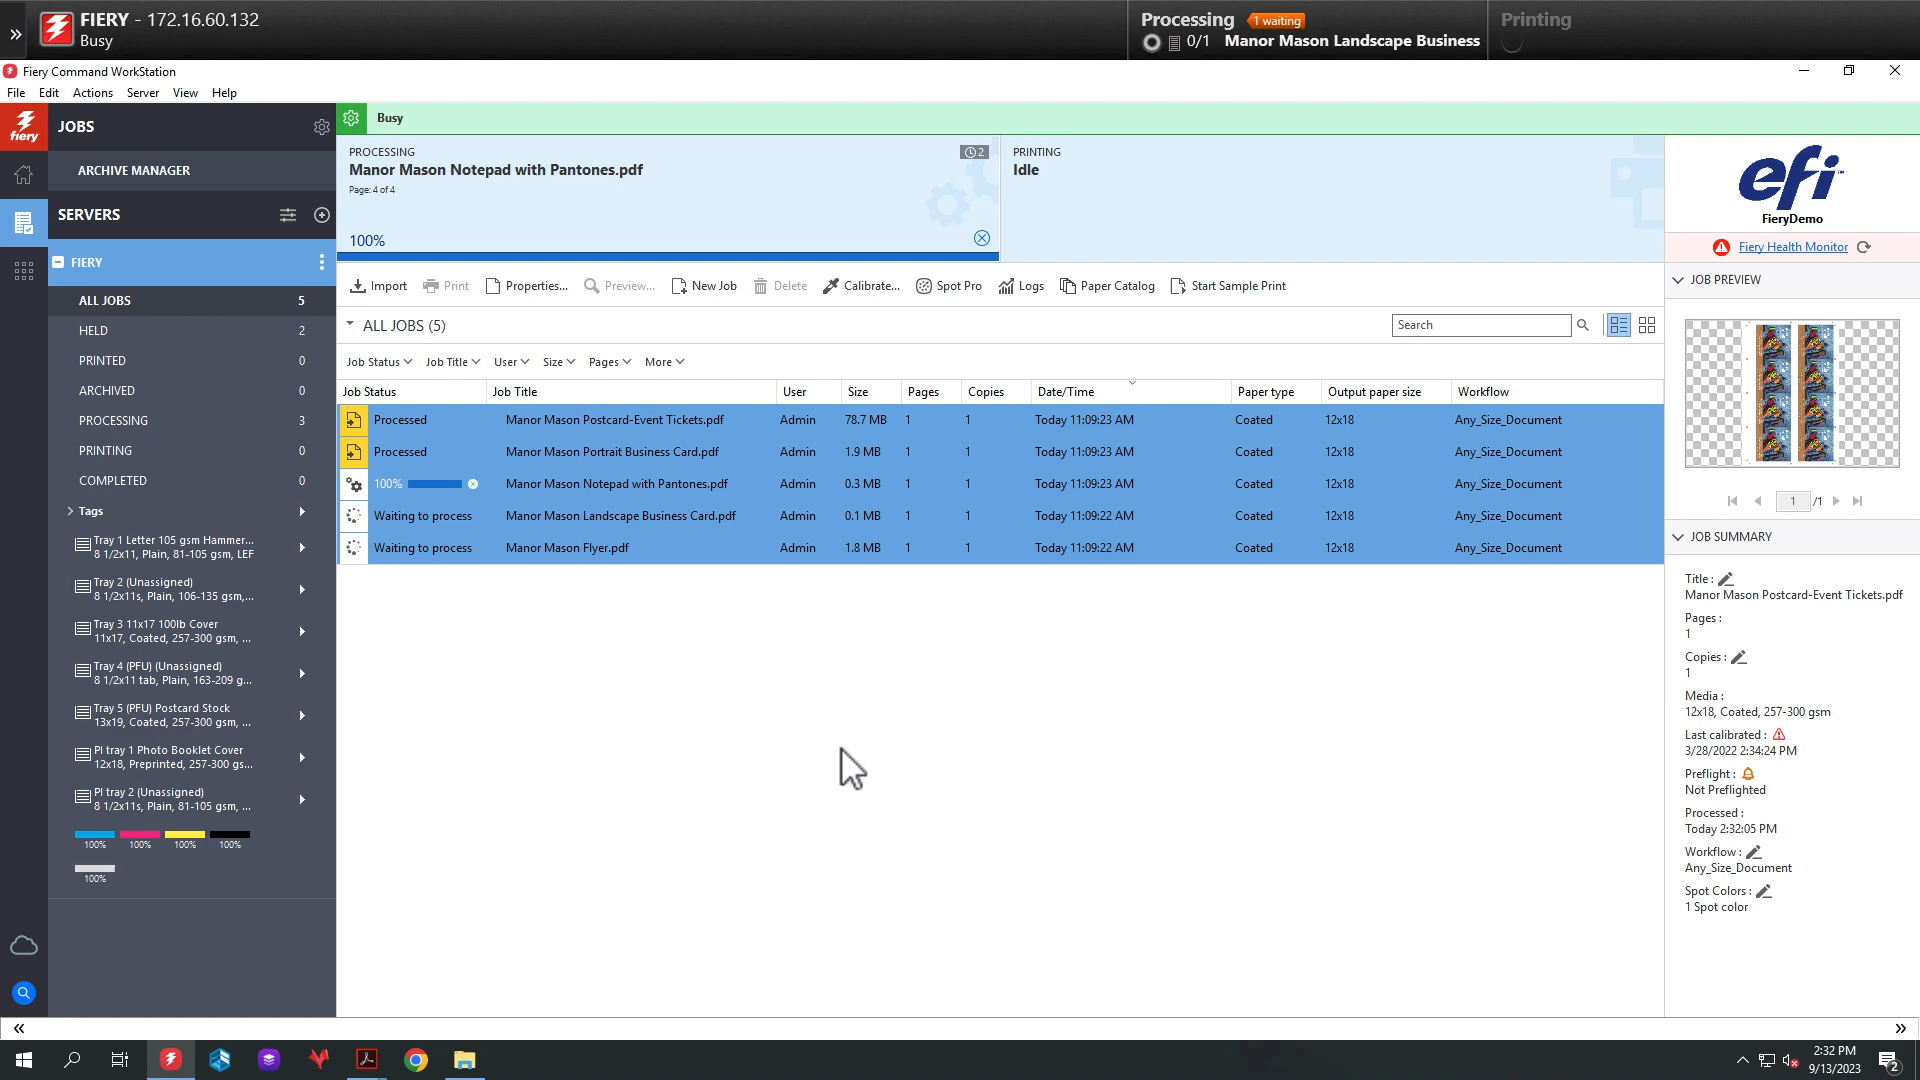 FIERY - 172.16.60.132
Busy
Processing 1 waiting
0/1 Manor Mason Landscape Business
Printing
Fiery Command WorkStation
File Edit Actions Server View Help
fiery
JOBS
ARCHIVE MANAGER
SERVERS
FIERY
ALL JOBS 5
HELD 2
PRINTED 0
ARCHIVED 0
PROCESSING 3
PRINTING 0
COMPLETED 0
Tags
Tray 1 Letter 105 gsm Hammer...
8 1/2x11, Plain, 81-105 gsm, LEF
Tray 2 (Unassigned)
8 1/2x11s, Plain, 106-135 gsm,...
Tray 3 11x17 100lb Cover
11x17, Coated, 257-300 gsm, ...
Tray 4 (PFU) (Unassigned)
8 1/2x11 tab, Plain, 163-209 g...
Tray 5 (PFU) Postcard Stock
13x19, Coated, 257-300 gsm, ...
PI tray 1 Photo Booklet Cover
12x18, Preprinted, 257-300 gs...
PI tray 2 (Unassigned)
8 1/2x11s, Plain, 81-105 gsm, ...
100% 100% 100% 100%
100%
Busy
PROCESSING 2
Manor Mason Notepad with Pantones.pdf
Page: 4 of 4
100%
PRINTING
Idle
Import Print Properties... Preview... New Job Delete Calibrate... Spot Pro Logs Paper Catalog Start Sample Print
ALL JOBS (5) Search
Job Status Job Title User Size Pages More
Job Status Job Title User Size Pages Copies Date/Time Paper type Output paper size Workflow
Processed Manor Mason Postcard-Event Tickets.pdf Admin 78.7 MB 1 1 Today 11:09:23 AM Coated 12x18 Any_Size_Document
Processed Manor Mason Portrait Business Card.pdf Admin 1.9 MB 1 1 Today 11:09:23 AM Coated 12x18 Any_Size_Document
100% Manor Mason Notepad with Pantones.pdf Admin 0.3 MB 1 1 Today 11:09:23 AM Coated 12x18 Any_Size_Document
Waiting to process Manor Mason Landscape Business Card.pdf Admin 0.1 MB 1 1 Today 11:09:22 AM Coated 12x18 Any_Size_Document
Waiting to process Manor Mason Flyer.pdf Admin 1.8 MB 1 1 Today 11:09:22 AM Coated 12x18 Any_Size_Document
efi
FieryDemo
Fiery Health Monitor
JOB PREVIEW
1 /1
JOB SUMMARY
Title :
Manor Mason Postcard-Event Tickets.pdf
Pages :
1
Copies :
1
Media :
12x18, Coated, 257-300 gsm
Last calibrated :
3/28/2022 2:34:24 PM
Preflight :
Not Preflighted
Processed :
Today 2:32:05 PM
Workflow :
Any_Size_Document
Spot Colors :
1 Spot color
2:32 PM
9/13/2023
2